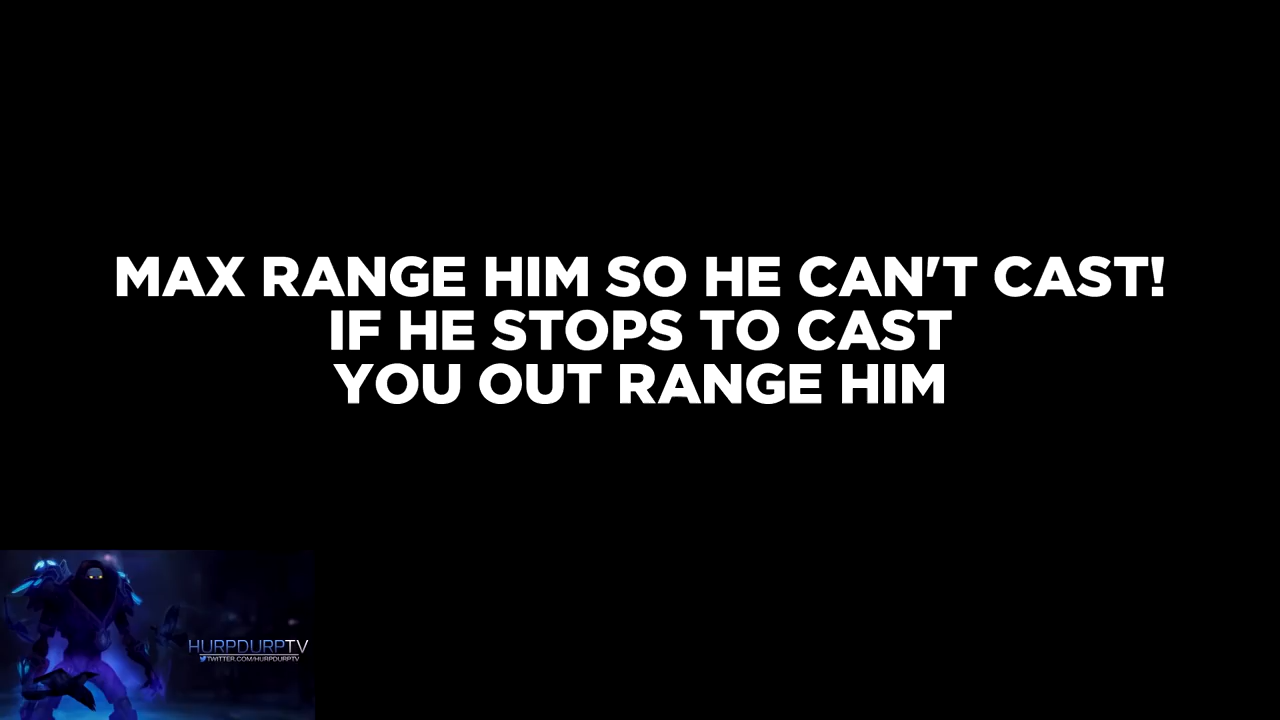 MAX RANGE HIM SO HE CAN'T CAST!
IF HE STOPS TO CAST
YOU OUT RANGE HIM
HURPDURPTV
TWITTER.COM/HURPDURPTV